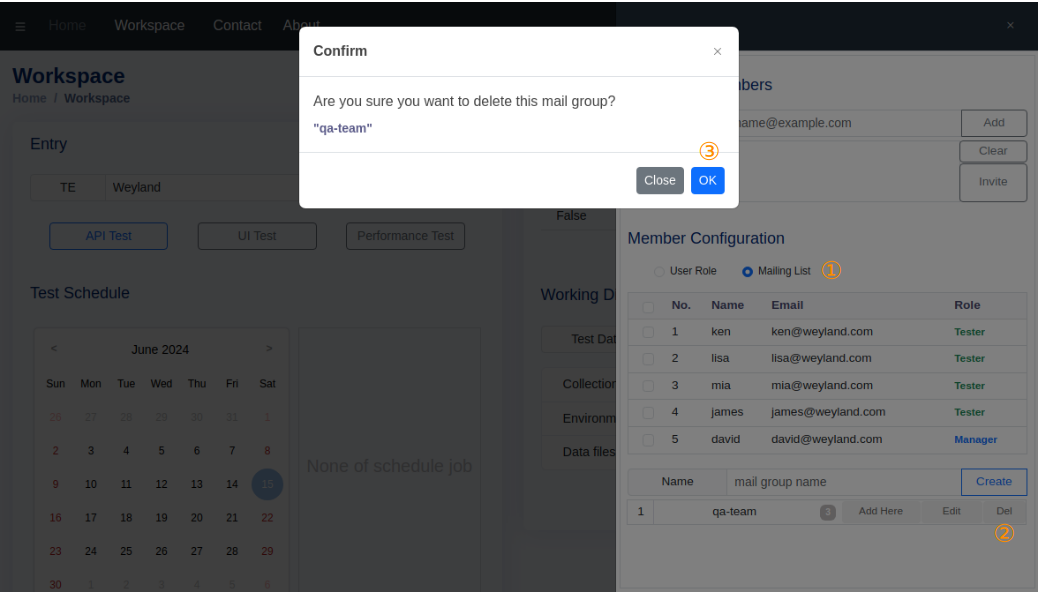 ☰ Home Workspace Contact About ×
Confirm ×
Are you sure you want to delete this mail group?
"qa-team"
③
Close OK
Workspace
Home / Workspace
Entry
TE Weyland
API Test UI Test Performance Test
Test Schedule
< June 2024 >
Sun Mon Tue Wed Thu Fri Sat
26 27 28 29 30 31 1
2 3 4 5 6 7 8
9 10 11 12 13 14 15
16 17 18 19 20 21 22
23 24 25 26 27 28 29
30 1 2 3 4 5 6
None of schedule job
False
Working D
Test Dat
Collection
Environm
Data files
bers
name@example.com Add
Clear
Invite
Member Configuration
User Role Mailing List ①
No. Name Email Role
1 ken ken@weyland.com Tester
2 lisa lisa@weyland.com Tester
3 mia mia@weyland.com Tester
4 james james@weyland.com Tester
5 david david@weyland.com Manager
Name mail group name Create
1 qa-team 3 Add Here Edit Del
②